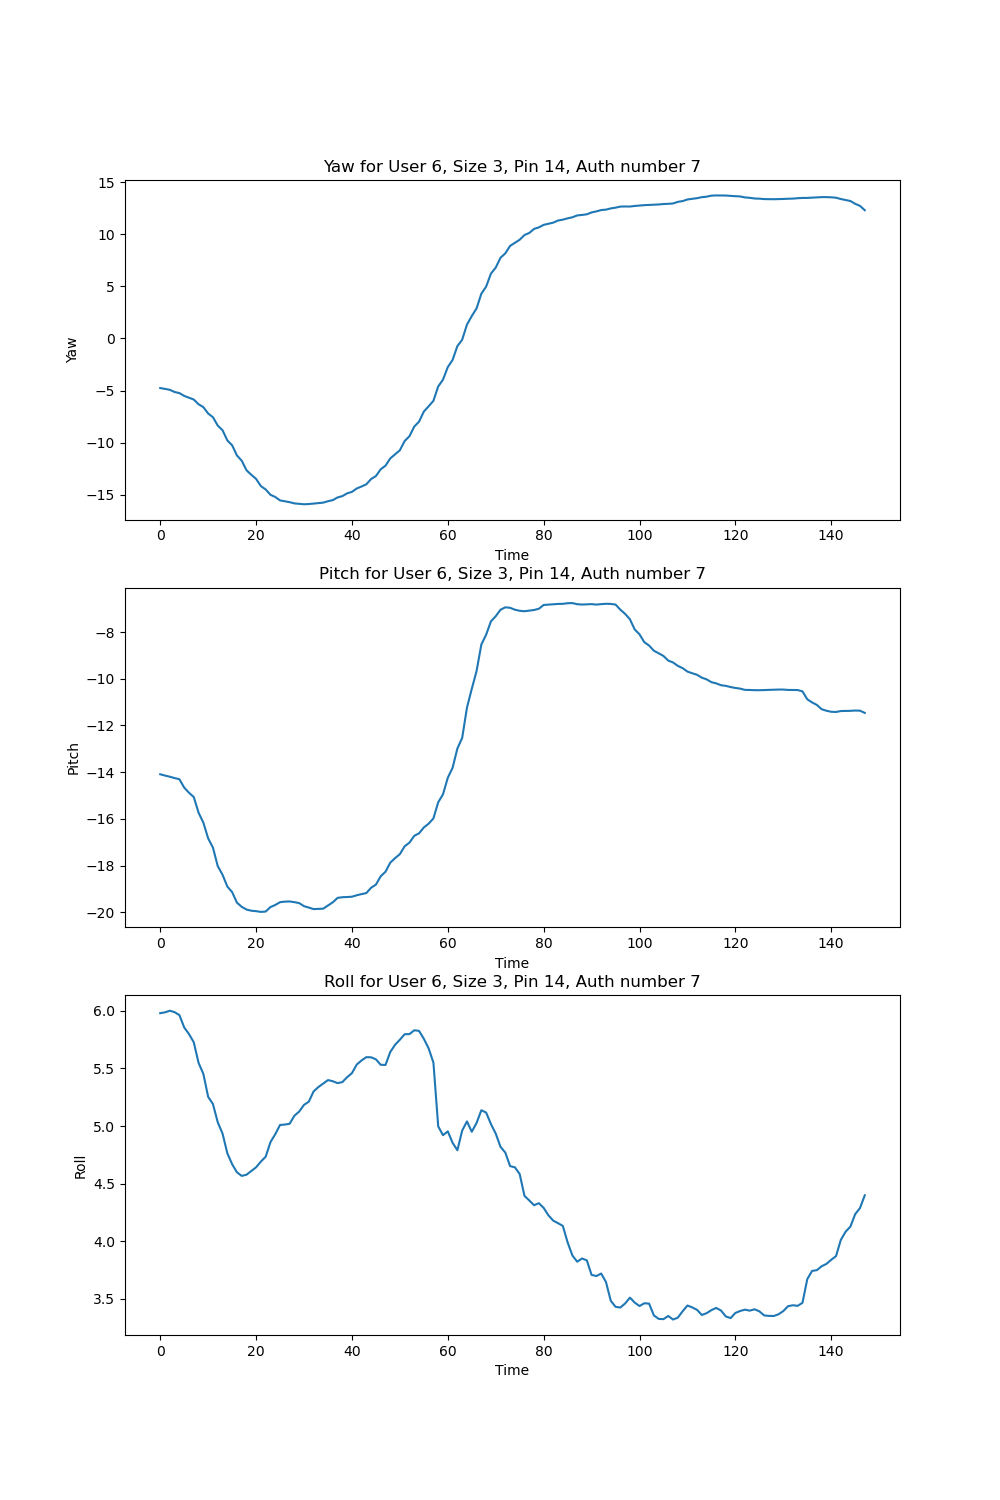 Yaw for User 6, Size 3, Pin 14, Auth number 7
15
10
5
0
−5
−10
−15
Yaw
0 20 40 60 80 100 120 140
Time
Pitch for User 6, Size 3, Pin 14, Auth number 7
−8
−10
−12
−14
−16
−18
−20
Pitch
0 20 40 60 80 100 120 140
Time
Roll for User 6, Size 3, Pin 14, Auth number 7
6.0
5.5
5.0
4.5
4.0
3.5
Roll
0 20 40 60 80 100 120 140
Time